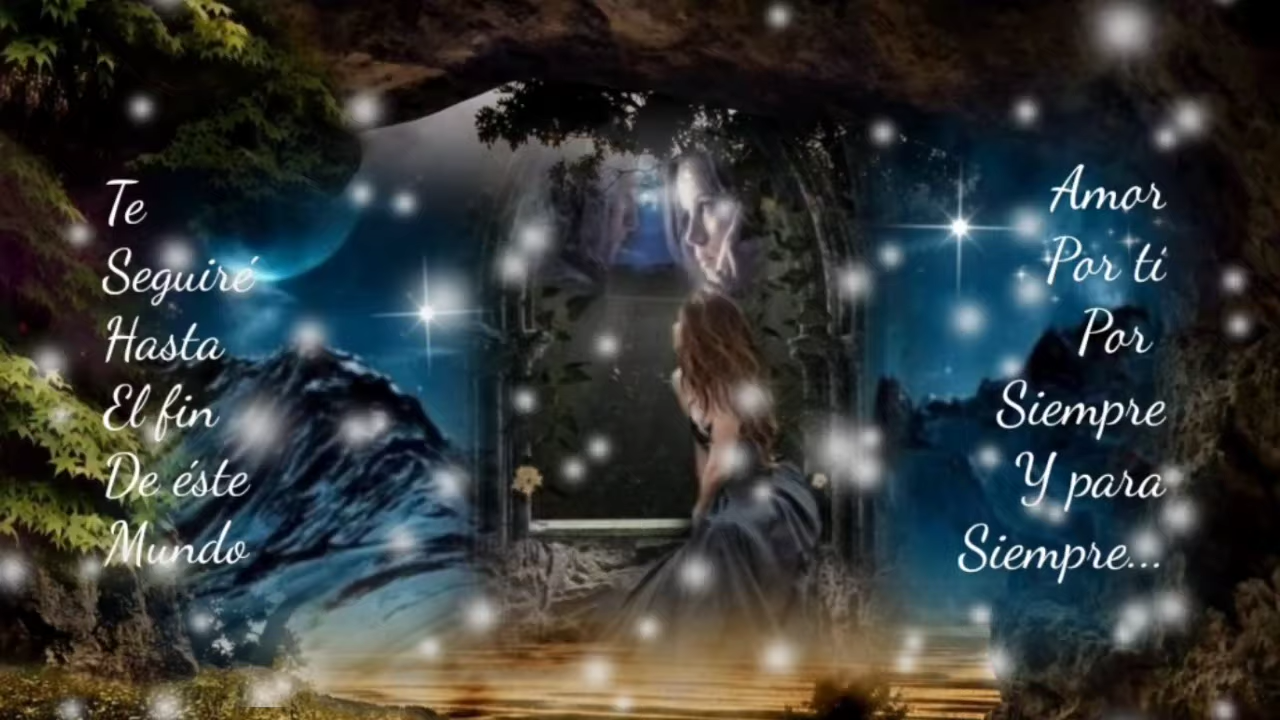 Te
Seguiré
Hasta
El fin
De éste
Mundo
Amor
Por ti
Por
Siempre
Y para
Siempre...